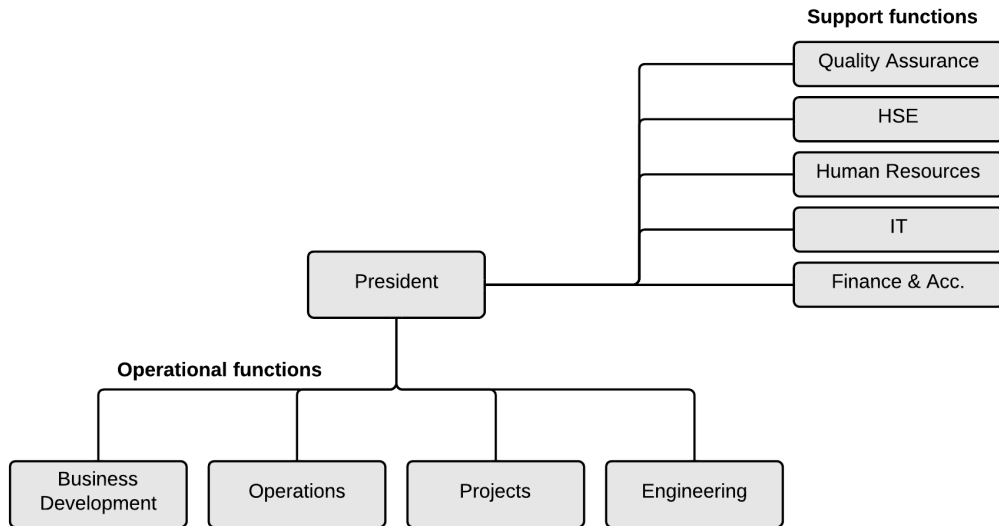 Support functions
Quality Assurance
HSE
Human Resources
IT
President
Finance & Acc.
Operational functions
Business
Development
Operations
Projects
Engineering